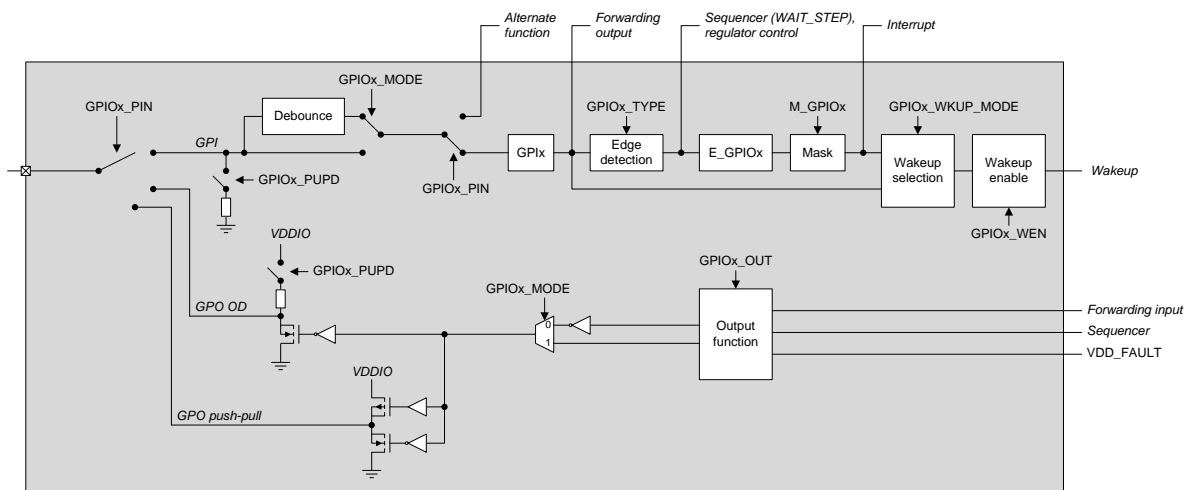 Alternate
function
Forwarding
output
Sequencer (WAIT_STEP),
regulator control
Interrupt
GPIOx_PIN
GPIOx_MODE
Debounce
GPI
GPIOx_PUPD
GPIOx_PIN
GPIx
GPIOx_TYPE
Edge
detection
E_GPIOx
M_GPIOx
Mask
GPIOx_WKUP_MODE
Wakeup
selection
Wakeup
enable
Wakeup
GPIOx_WEN
VDDIO
GPIOx_PUPD
GPO OD
GPIOx_MODE
0
1
GPIOx_OUT
Output
function
Forwarding input
Sequencer
VDD_FAULT
VDDIO
GPO push-pull